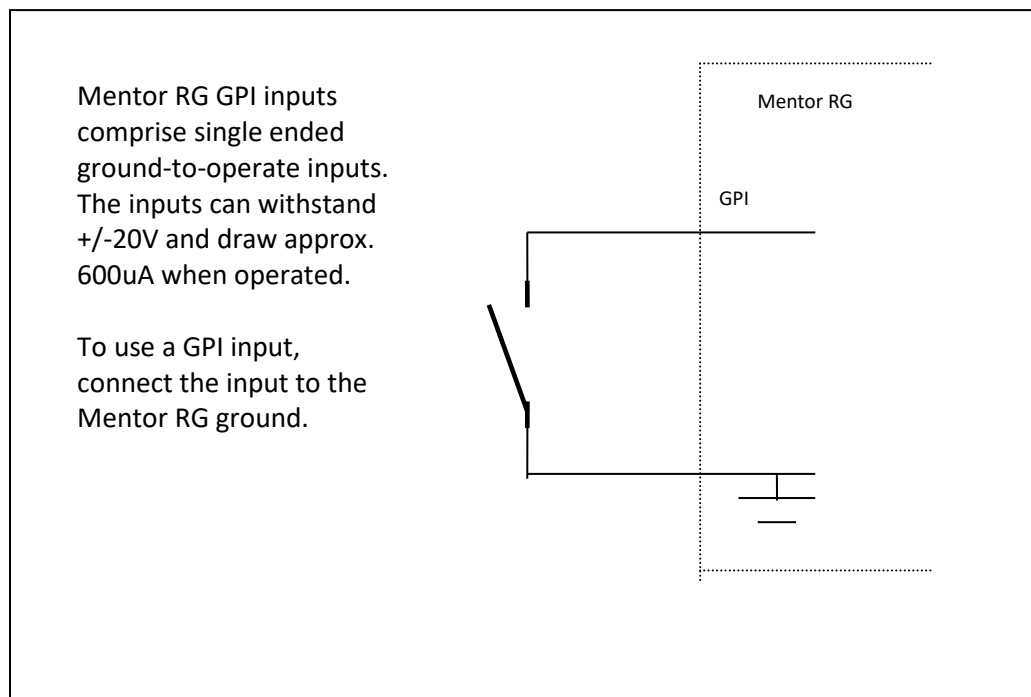 Mentor RG GPI inputs
comprise single ended
ground-to-operate inputs.
The inputs can withstand
+/-20V and draw approx.
600uA when operated.
To use a GPI input,
connect the input to the
Mentor RG ground.
Mentor RG
GPI